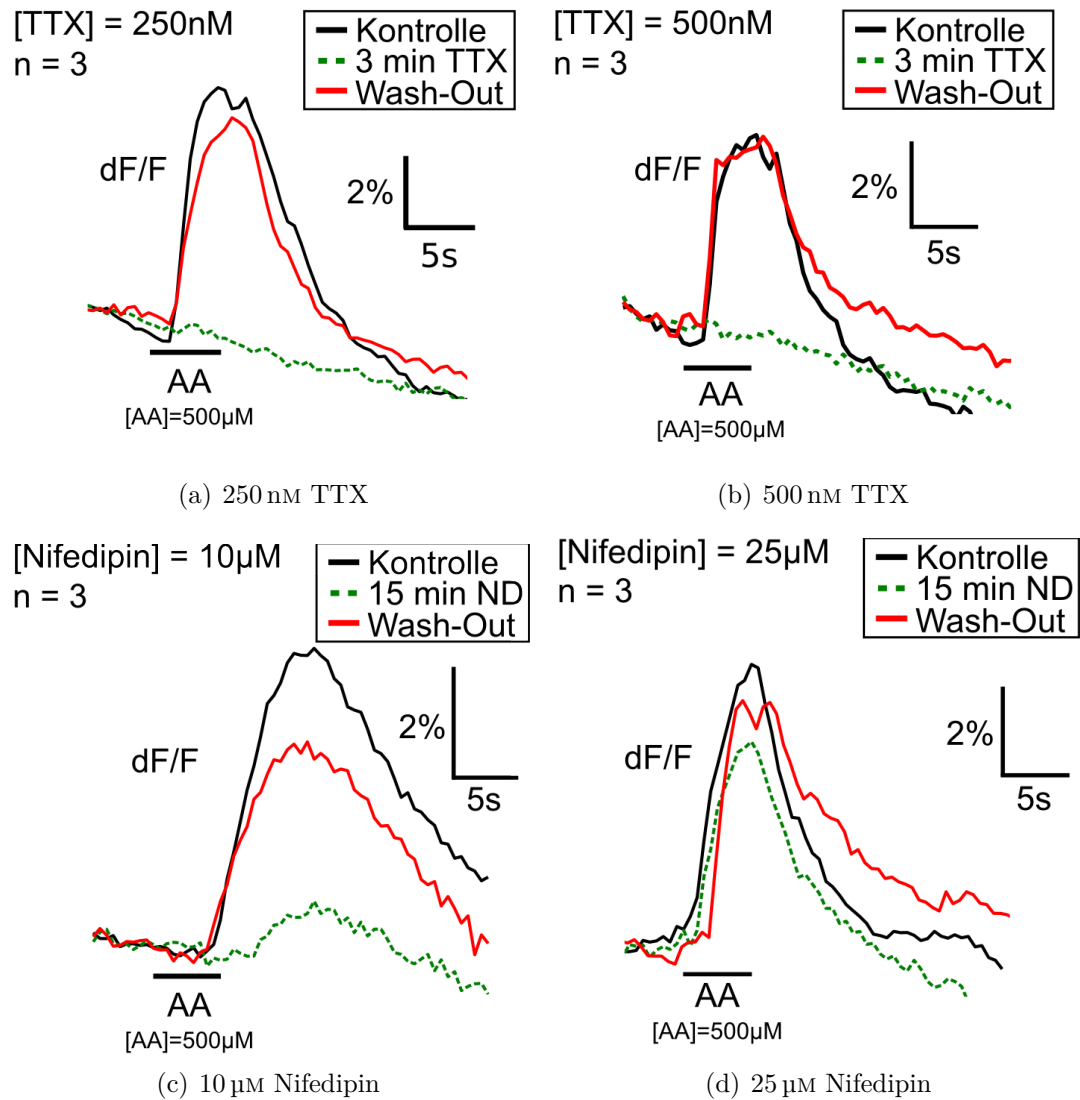 [TTX] = 250nM
n = 3
Kontrolle
3 min TTX
Wash-Out
dF/F
2%
5s
AA
[AA]=500µM
(a) 250 nM TTX
[TTX] = 500nM
n = 3
Kontrolle
3 min TTX
Wash-Out
dF/F
2%
5s
AA
[AA]=500µM
(b) 500 nM TTX
[Nifedipin] = 10µM
n = 3
Kontrolle
15 min ND
Wash-Out
dF/F
2%
5s
AA
[AA]=500µM
(c) 10 µM Nifedipin
[Nifedipin] = 25µM
n = 3
Kontrolle
15 min ND
Wash-Out
dF/F
2%
5s
AA
[AA]=500µM
(d) 25 µM Nifedipin